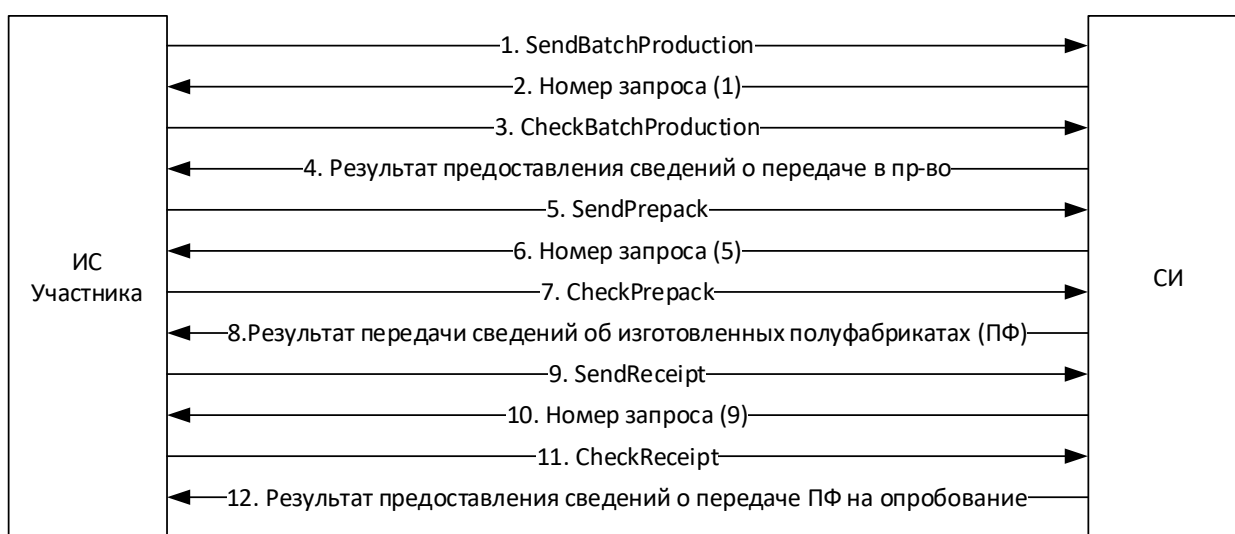 1. SendBatchProduction
2. Номер запроса (1)
3. CheckBatchProduction
4. Результат предоставления сведений о передаче в пр-во
5. SendPrepack
6. Номер запроса (5)
ИС
Участника
СИ
7. CheckPrepack
8.Результат передачи сведений об изготовленных полуфабрикатах (ПФ)
9. SendReceipt
10. Номер запроса (9)
11. CheckReceipt
12. Результат предоставления сведений о передаче ПФ на опробование